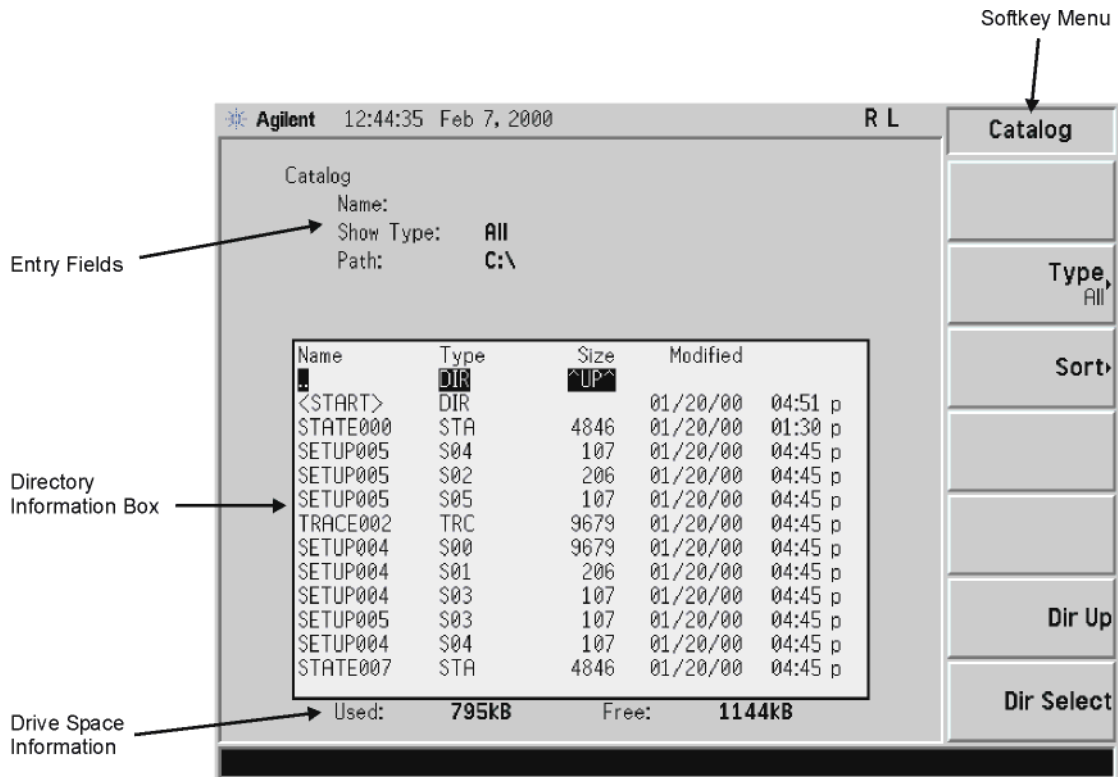 Softkey Menu
Agilent 12:44:35 Feb 7, 2000 R L
Catalog
Catalog
Name:
Show Type: All
Path: C:\
Entry Fields
Type
All
Sort
Name Type Size Modified
.. DIR ^UP^
<START> DIR 01/20/00 04:51 p
STATE000 STA 4846 01/20/00 01:30 p
SETUP005 S04 107 01/20/00 04:45 p
SETUP005 S02 206 01/20/00 04:45 p
SETUP005 S05 107 01/20/00 04:45 p
TRACE002 TRC 9679 01/20/00 04:45 p
SETUP004 S00 9679 01/20/00 04:45 p
SETUP004 S01 206 01/20/00 04:45 p
SETUP004 S03 107 01/20/00 04:45 p
SETUP005 S03 107 01/20/00 04:45 p
SETUP004 S04 107 01/20/00 04:45 p
STATE007 STA 4846 01/20/00 04:45 p
Directory
Information Box
Dir Up
Dir Select
Used: 795kB Free: 1144kB
Drive Space
Information